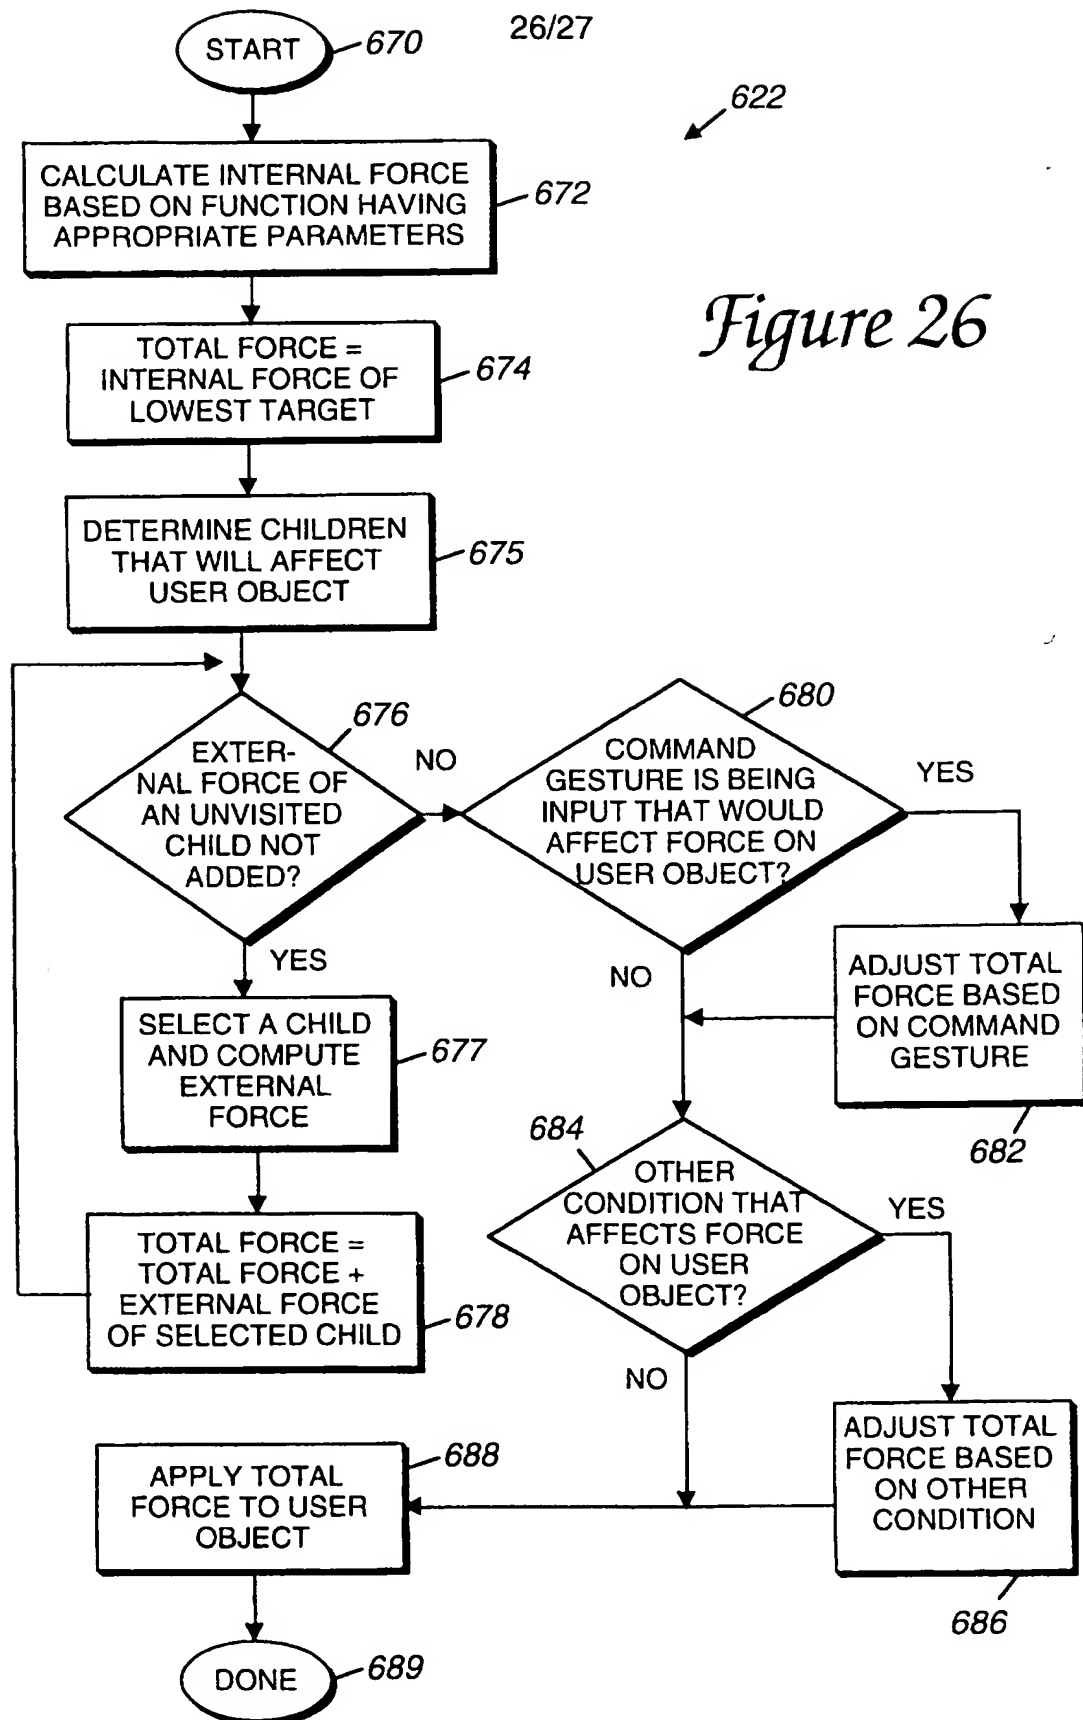 26/27
START
670
622
CALCULATE INTERNAL FORCE
BASED ON FUNCTION HAVING
APPROPRIATE PARAMETERS
672
Figure 26
TOTAL FORCE =
INTERNAL FORCE OF
LOWEST TARGET
674
DETERMINE CHILDREN
THAT WILL AFFECT
USER OBJECT
675
EXTER-
NAL FORCE OF
AN UNVISITED
CHILD NOT
ADDED?
676
NO
YES
COMMAND
GESTURE IS BEING
INPUT THAT WOULD
AFFECT FORCE ON
USER OBJECT?
680
YES
NO
ADJUST TOTAL
FORCE BASED
ON COMMAND
GESTURE
682
SELECT A CHILD
AND COMPUTE
EXTERNAL
FORCE
677
TOTAL FORCE =
TOTAL FORCE +
EXTERNAL FORCE
OF SELECTED CHILD
678
684
OTHER
CONDITION THAT
AFFECTS FORCE
ON USER
OBJECT?
YES
NO
ADJUST TOTAL
FORCE BASED
ON OTHER
CONDITION
686
APPLY TOTAL
FORCE TO USER
OBJECT
688
DONE
689